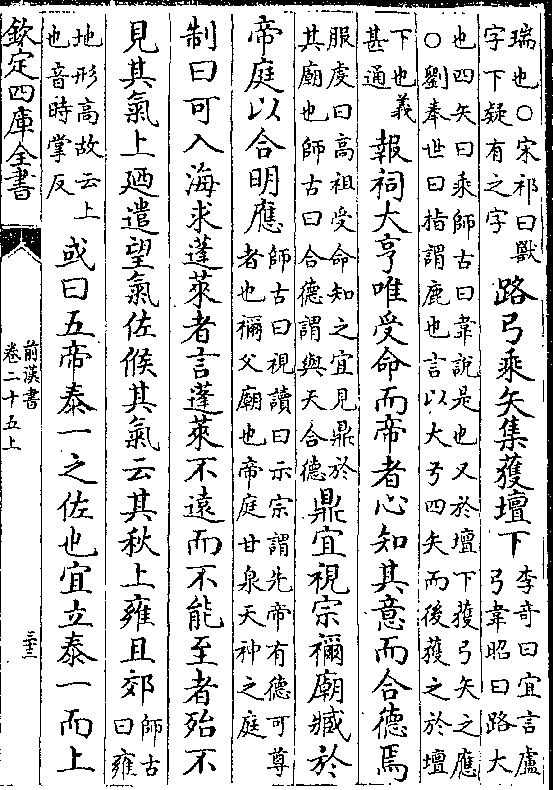 瑞也○宋祁曰獸
字下疑有之字
路弓乘矢集獲壇下
李奇曰宜言盧
弓韋昭曰路大
也四矢曰乘師古曰韋說是也又於壇下獲弓矢之應
○劉奉世曰指謂鹿也言以大弓四矢而後獲之於壇
下也義
甚通
報祠大亨唯受命而帝者心知其意而合德焉
服虔曰高祖受命知之宜見鼎於
其廟也師古曰合德謂與天合德
鼎宜視宗禰廟臧於
帝庭以合明應
師古曰視讀曰示宗謂先帝有德可尊
者也禰父廟也帝庭甘泉天神之庭
制曰可入海求蓬萊者言蓬萊不遠而不能至者殆不
見其氣上廼遣望氣佐候其氣云其秋上雍且郊
師古
曰雍
地形高故云上
也音時掌反
或曰五帝泰一之佐也宜立泰一而上
欽定四庫全書
前漢書
卷二十五上
三十三